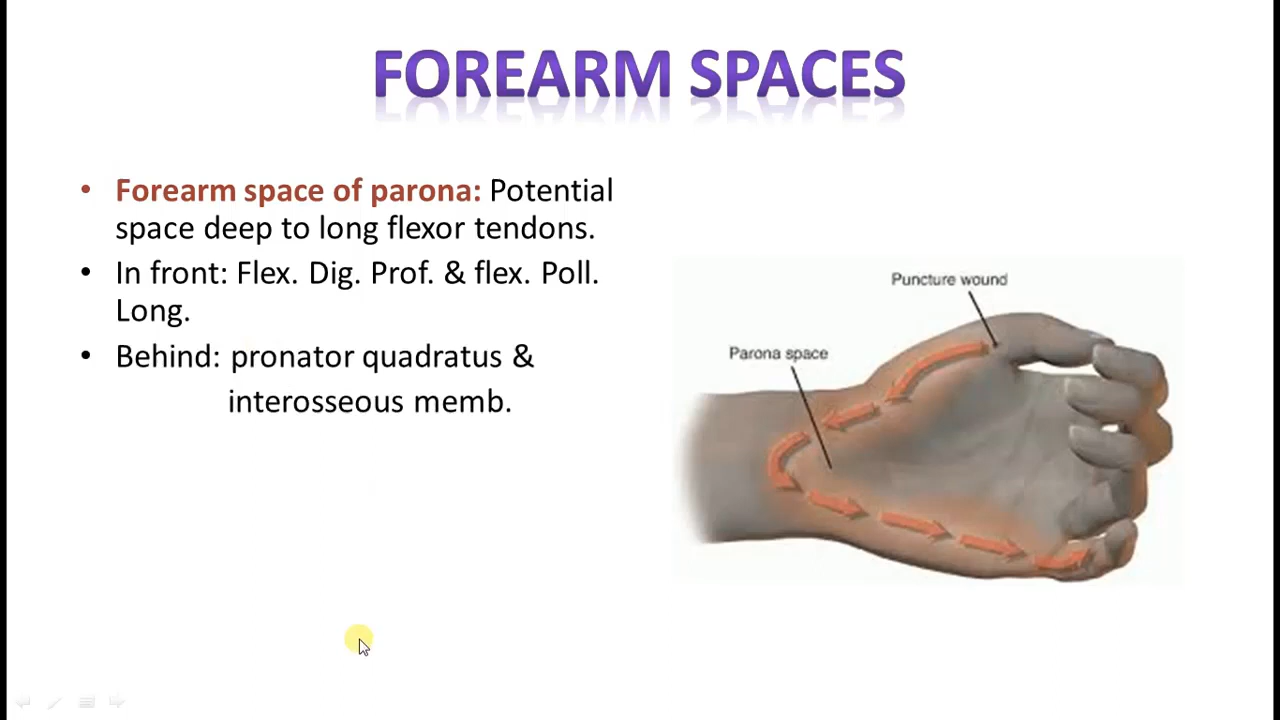 FOREARM SPACES
• Forearm space of parona: Potential
space deep to long flexor tendons.
• In front: Flex. Dig. Prof. & flex. Poll.
Long.
• Behind: pronator quadratus &
interosseous memb.
Puncture wound
Parona space